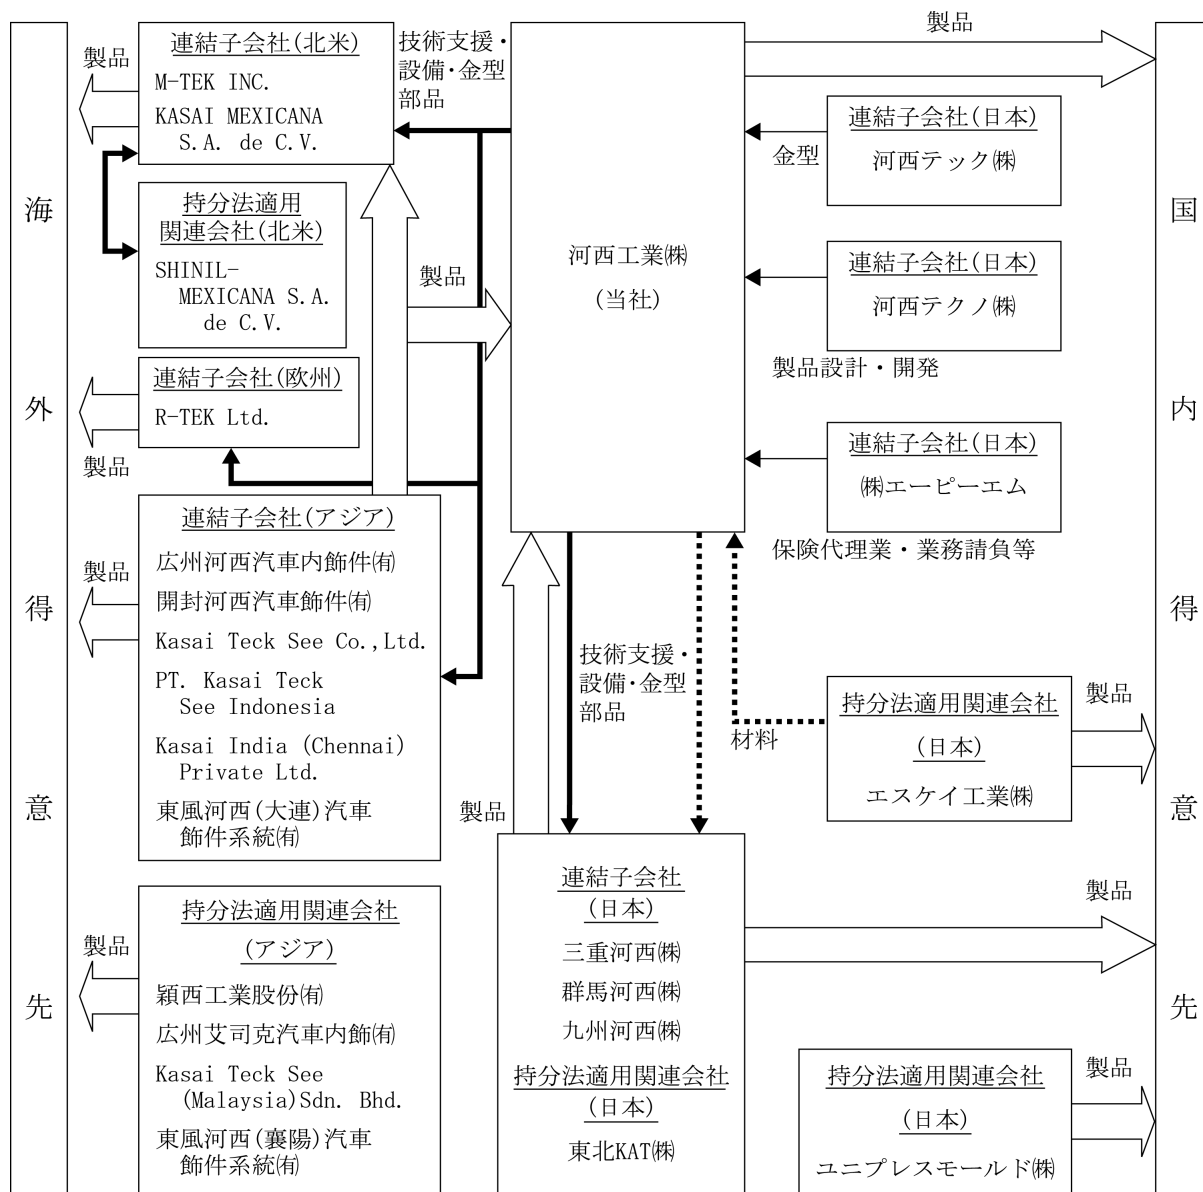 海外得意先
製品
連結子会社(北米)
M-TEK INC.
KASAI MEXICANA
S.A. de C.V.
持分法適用
関連会社(北米)
SHINIL-
MEXICANA S.A.
de C.V.
連結子会社(欧州)
R-TEK Ltd.
製品
連結子会社(アジア)
製品
広州河西汽車内飾件㈲
開封河西汽車飾件㈲
Kasai Teck See Co.,Ltd.
PT. Kasai Teck
See Indonesia
Kasai India (Chennai)
Private Ltd.
東風河西(大連)汽車
飾件系統㈲
持分法適用関連会社
(アジア)
製品
穎西工業股份㈲
広州艾司克汽車内飾㈲
Kasai Teck See
(Malaysia)Sdn. Bhd.
東風河西(襄陽)汽車
飾件系統㈲
技術支援・
設備・金型
部品
製品
河西工業㈱
(当社)
技術支援・
設備・金型
部品
製品
連結子会社
(日本)
三重河西㈱
群馬河西㈱
九州河西㈱
持分法適用関連会社
(日本)
東北KAT㈱
製品
連結子会社(日本)
金型
河西テック㈱
連結子会社(日本)
河西テクノ㈱
製品設計・開発
連結子会社(日本)
㈱エーピーエム
保険代理業・業務請負等
材料
持分法適用関連会社
(日本)
エスケイ工業㈱
製品
製品
持分法適用関連会社
(日本)
ユニプレスモールド㈱
製品
国内得意先